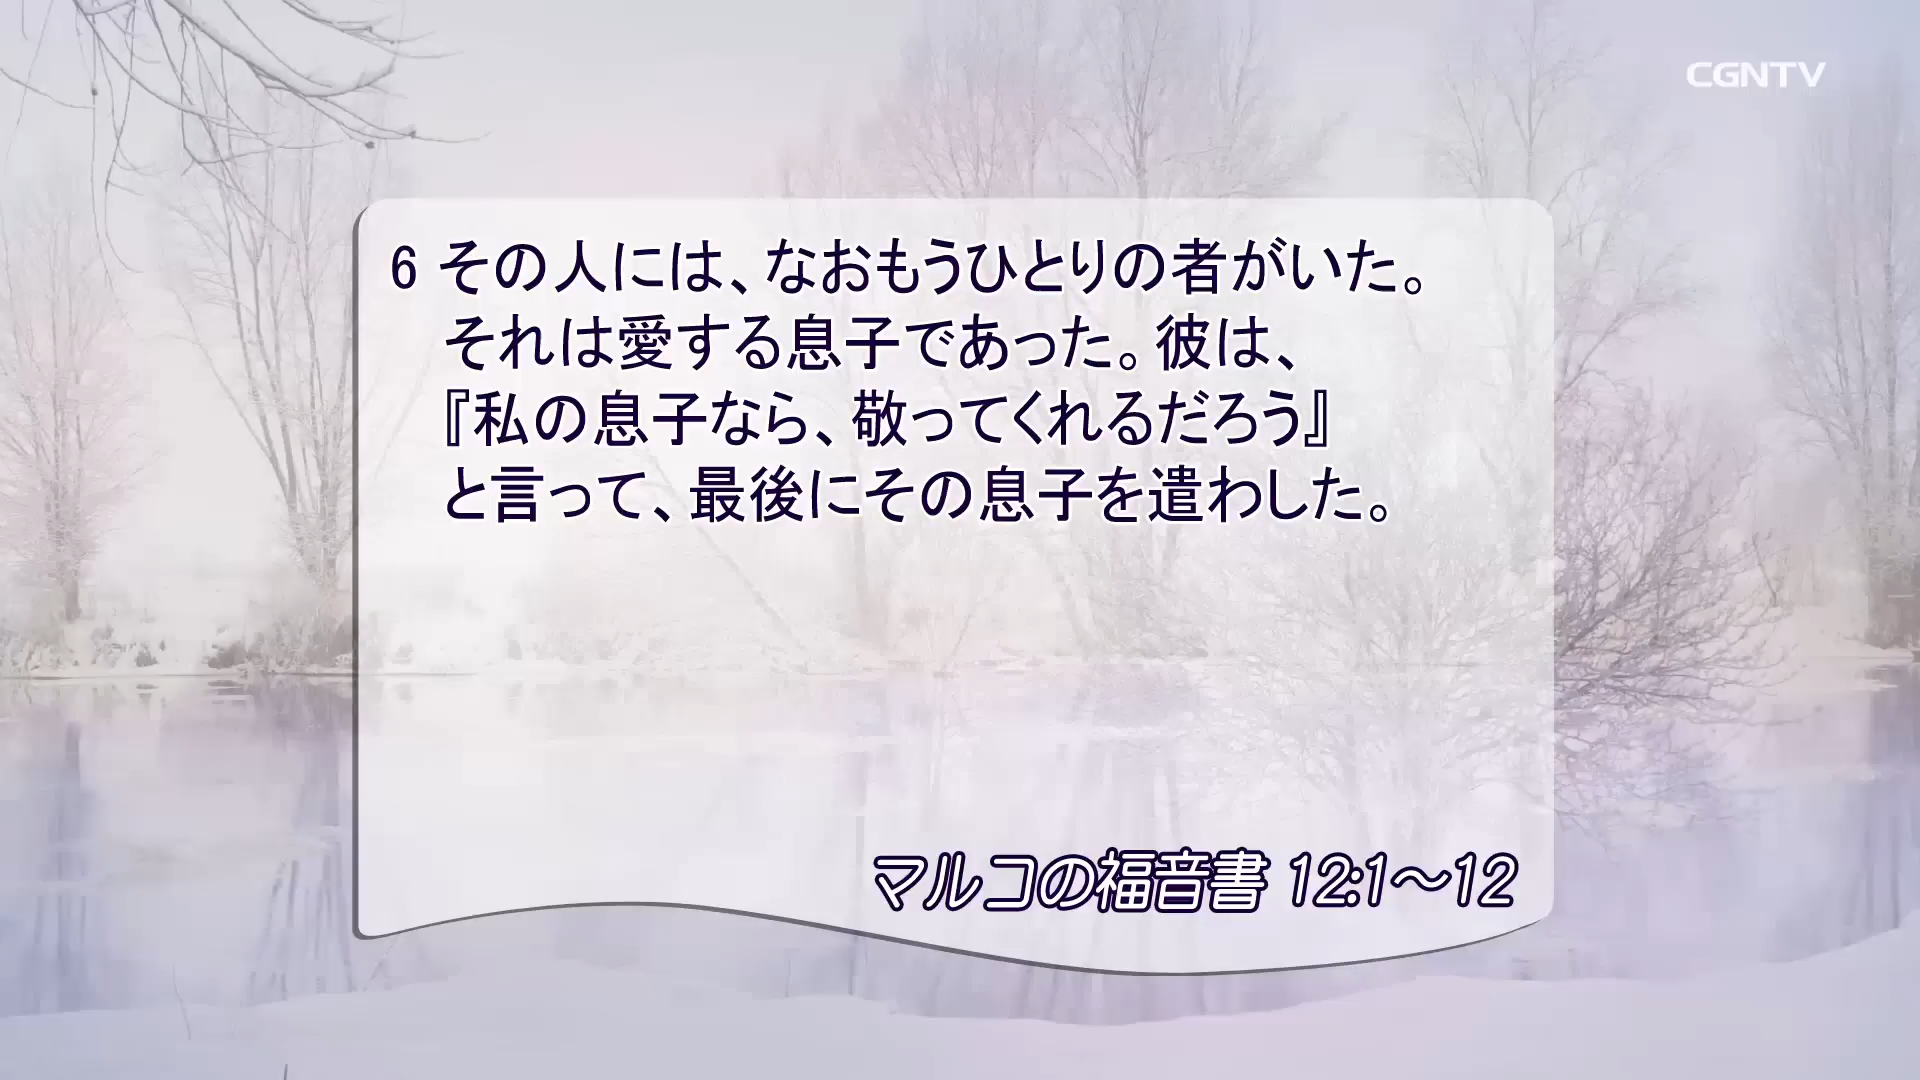 CGNTV
6 その人には、なおもうひとりの者がいた。
それは愛する息子であった。彼は、
『私の息子なら、敬ってくれるだろう』
と言って、最後にその息子を遣わした。
マルコの福音書 12:1～12